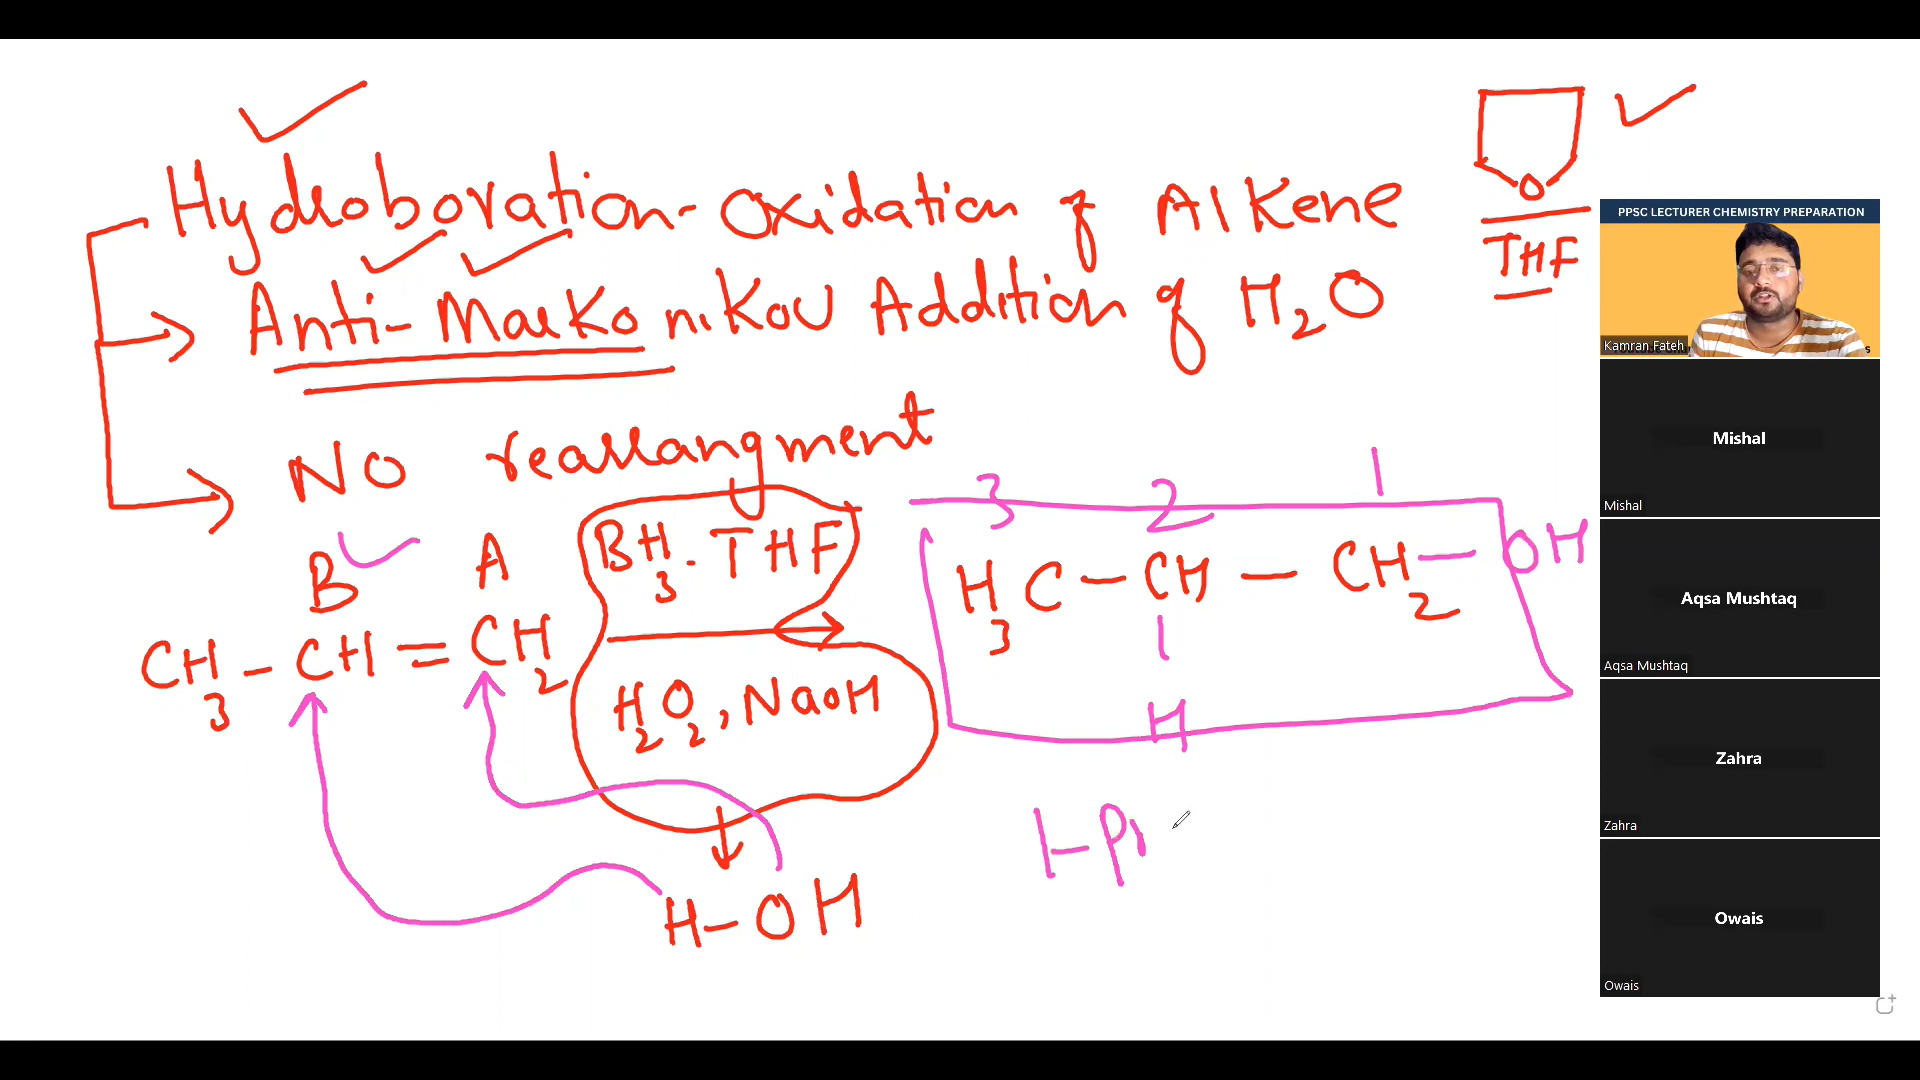 Hydroboration-Oxidation of Alkene
THF
Anti-Markonikov Addition of H2O
NO rearrangment
B A
CH3 - CH = CH2
BH3. THF
H2O2, NaOH
H-OH
3 2 1
H3C - CH - CH2 - OH
H
1-Pr
O
PPSC LECTURER CHEMISTRY PREPARATION
Kamran Fateh
Mishal
Mishal
Aqsa Mushtaq
Aqsa Mushtaq
Zahra
Zahra
Owais
Owais